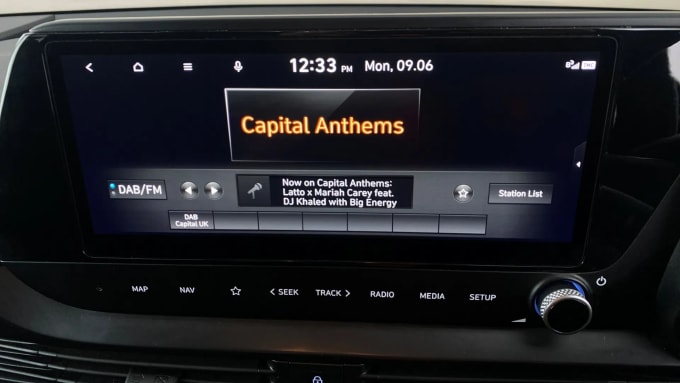 12:33 PM Mon, 09.06
Capital Anthems
DAB/FM
Now on Capital Anthems:
Latto x Mariah Carey feat.
DJ Khaled with Big Energy
Station List
DAB
Capital UK
MAP NAV < SEEK TRACK > RADIO MEDIA SETUP